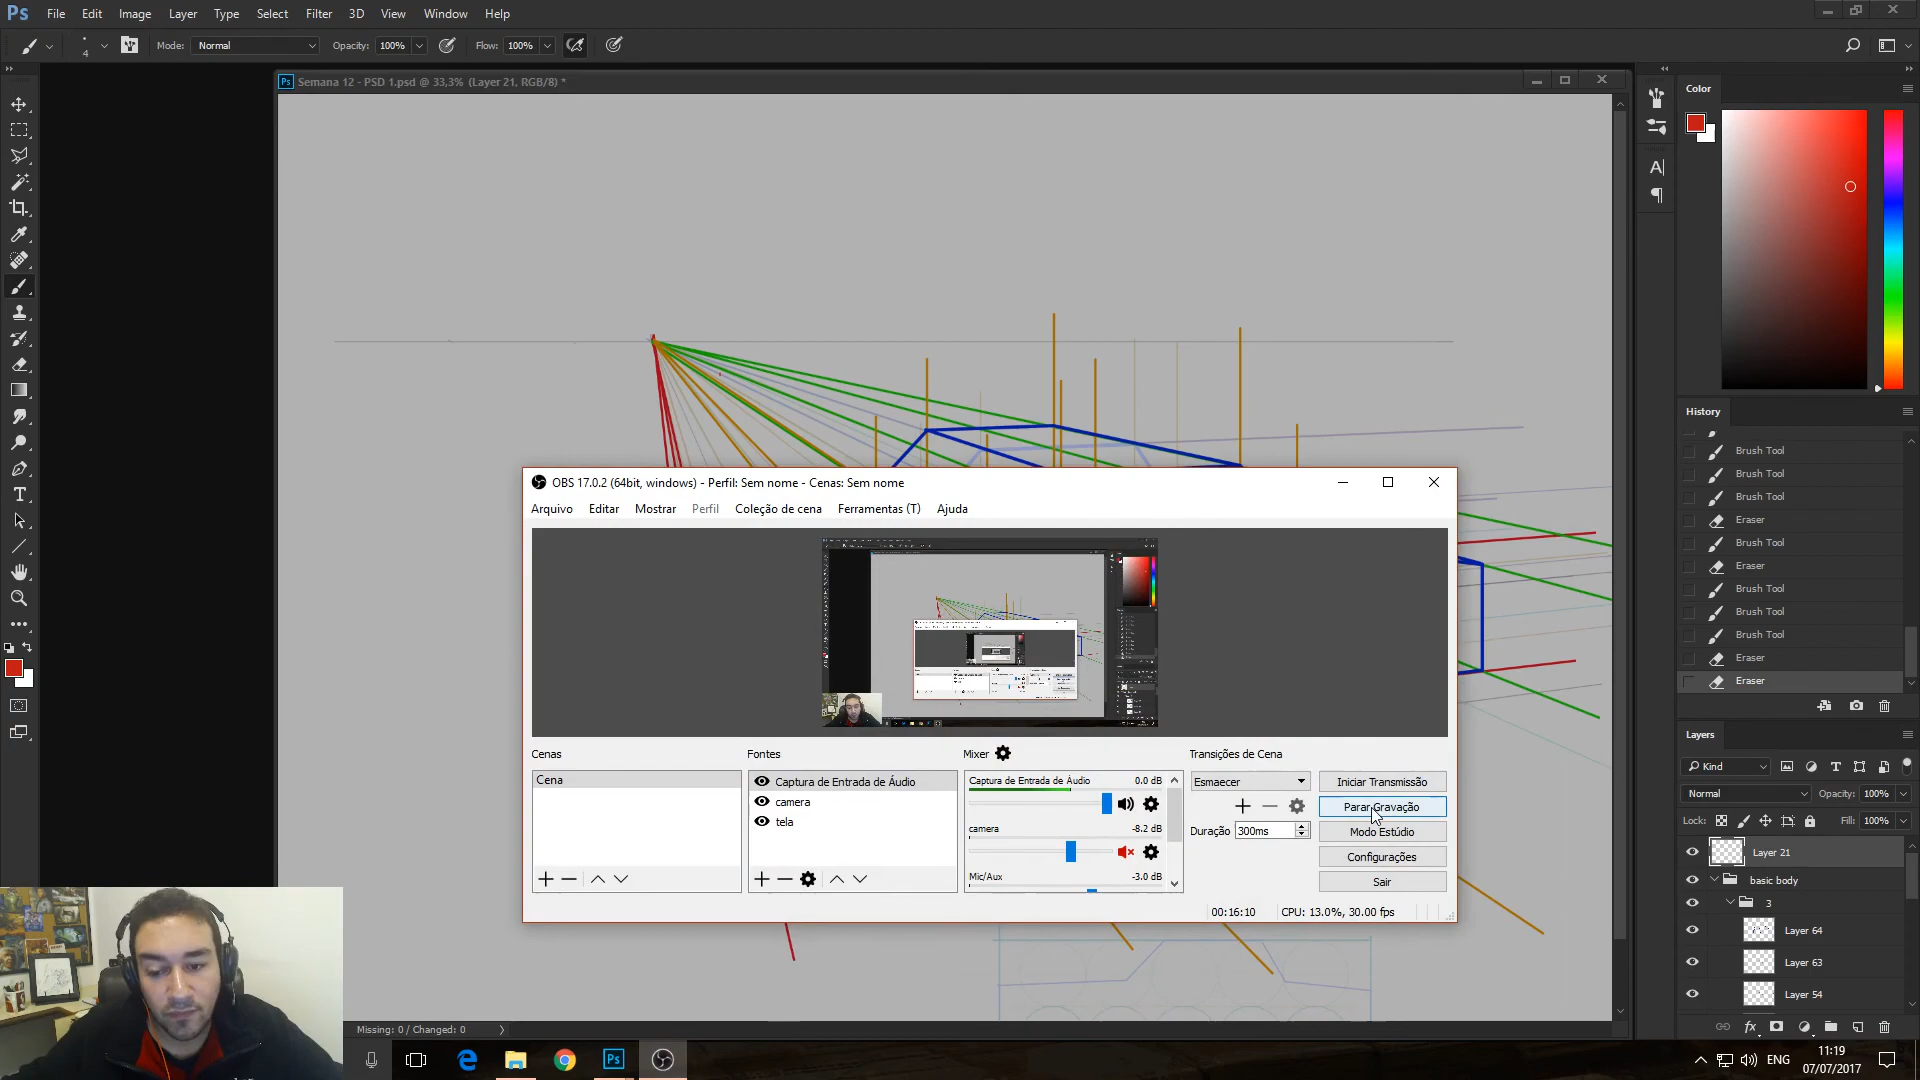 Ps File Edit Image Layer Type Select Filter 3D View Window Help
4 Mode: Normal Opacity: 100% Flow: 100%
Ps Semana 12 - PSD 1.psd @ 33,3% (Layer 21, RGB/8) *
Color
History
Brush Tool
Brush Tool
Brush Tool
Eraser
Brush Tool
Eraser
Brush Tool
Brush Tool
Brush Tool
Eraser
Eraser
Layers
Kind
Normal Opacity: 100%
Lock: Fill: 100%
Layer 21
basic body
3
Layer 64
Layer 63
Layer 54
OBS 17.0.2 (64bit, windows) - Perfil: Sem nome - Cenas: Sem nome
Arquivo Editar Mostrar Perfil Coleção de cena Ferramentas (T) Ajuda
Cenas
Cena
Fontes
Captura de Entrada de Áudio
camera
tela
Mixer
Captura de Entrada de Áudio 0.0 dB
camera -8.2 dB
Mic/Aux -3.0 dB
Transições de Cena
Esmaecer
Duração 300ms
Iniciar Transmissão
Parar Gravação
Modo Estúdio
Configurações
Sair
00:16:10 CPU: 13.0%, 30.00 fps
Missing: 0 / Changed: 0
Ps
ENG
11:19
07/07/2017